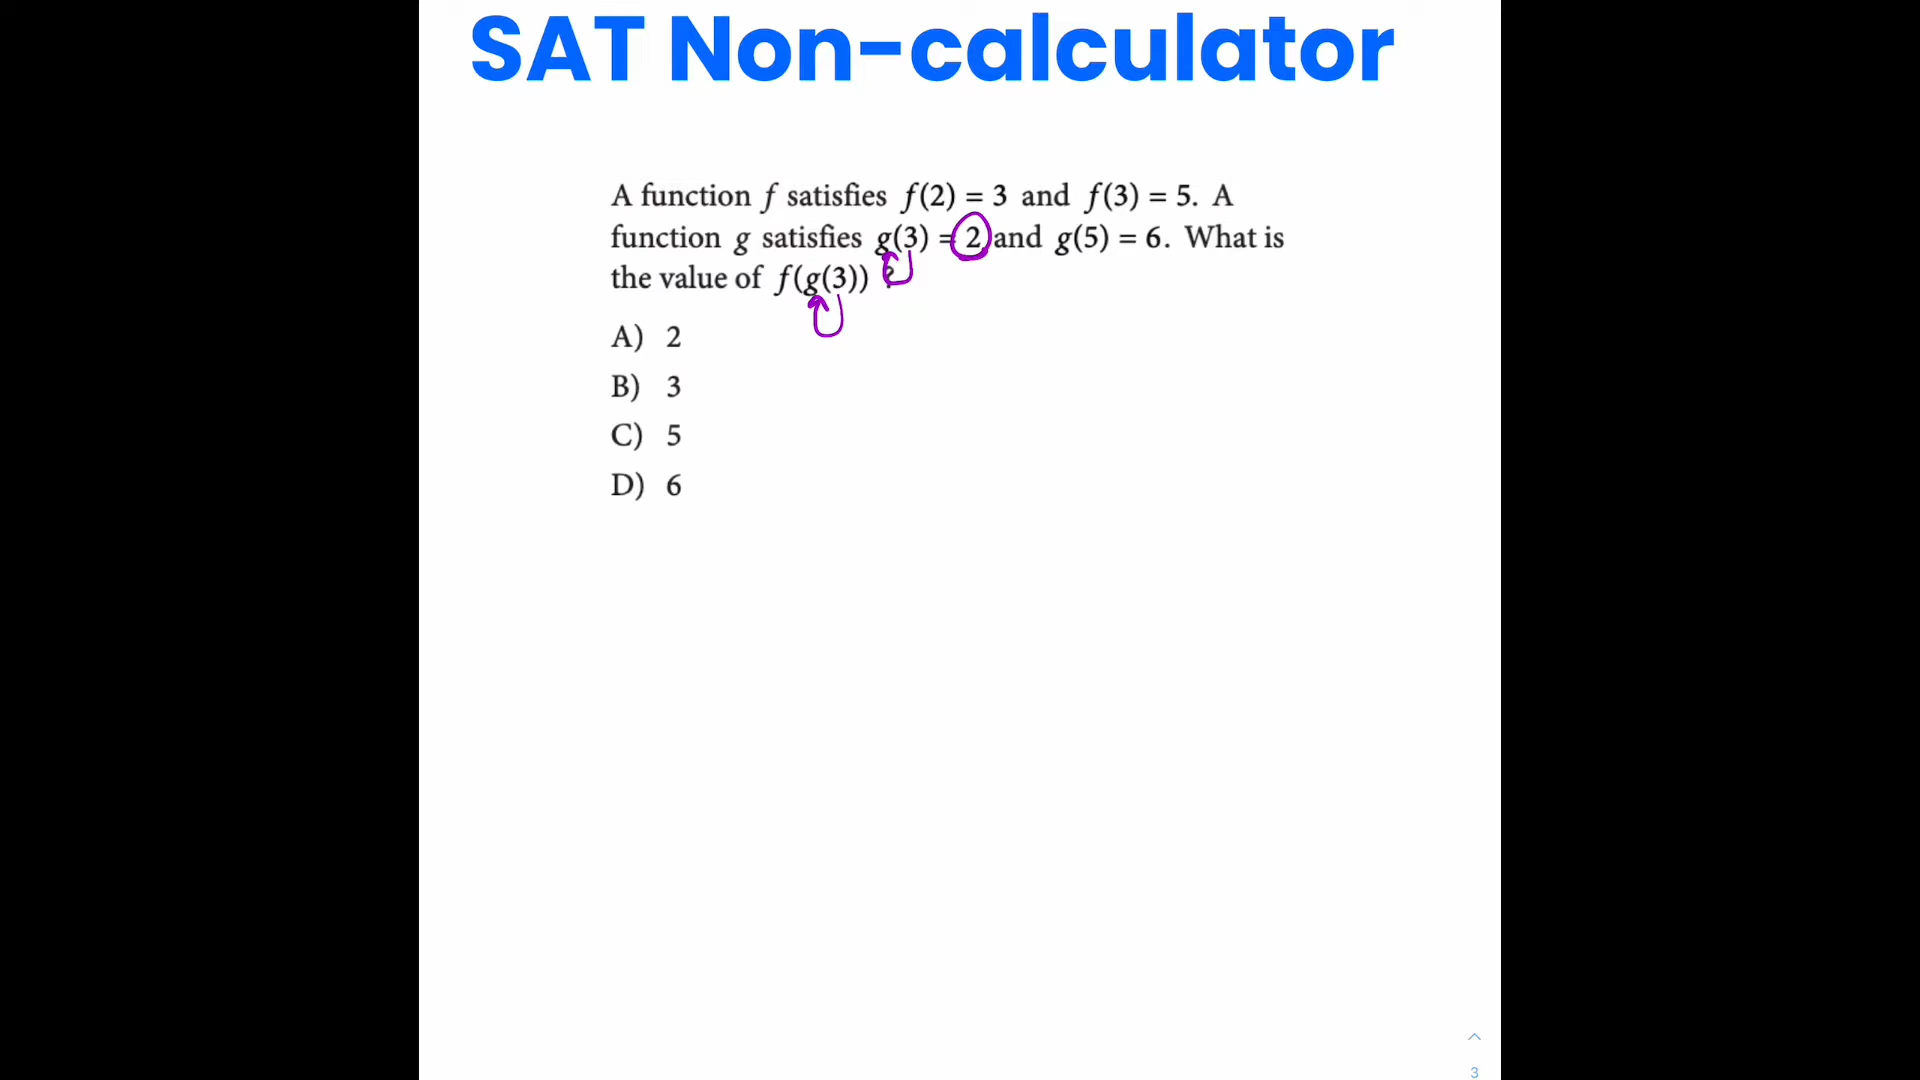 SAT Non-calculator
A function f satisfies f(2) = 3 and f(3) = 5. A
function g satisfies g(3) = 2 and g(5) = 6. What is
the value of f(g(3)) ?
A) 2
B) 3
C) 5
D) 6
3